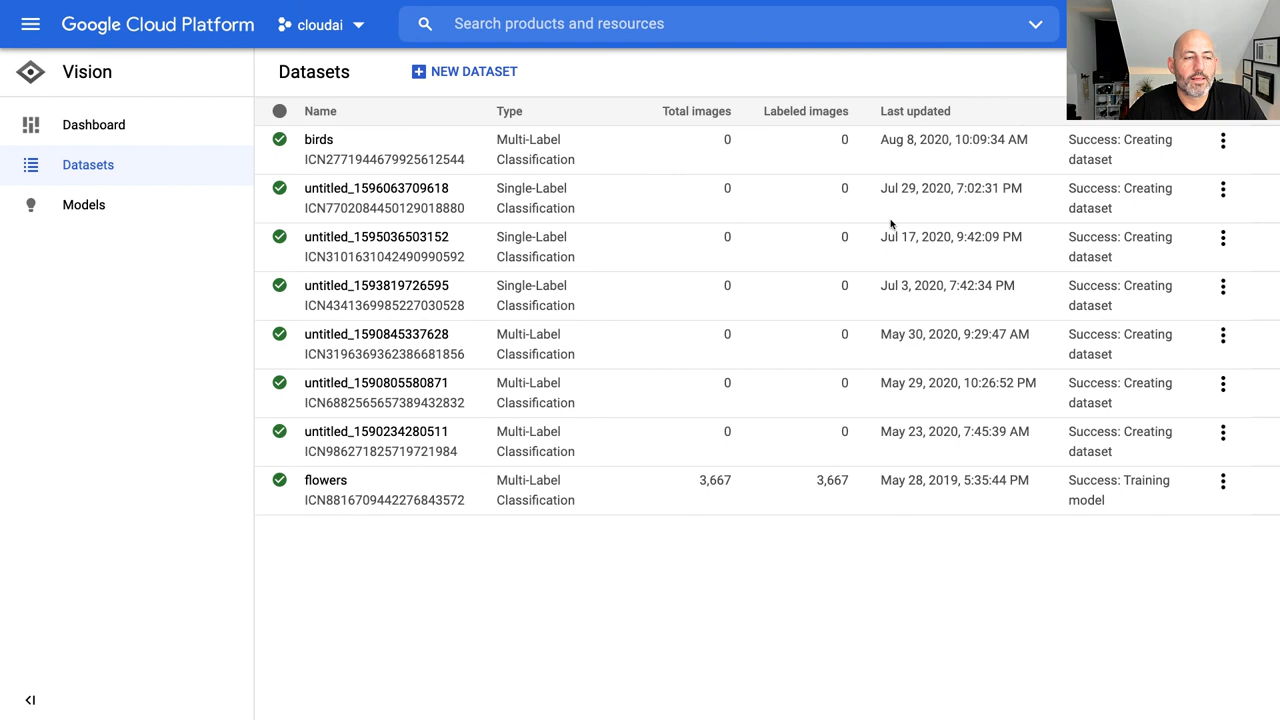 Google Cloud Platform
cloudai
Search products and resources
Vision
Datasets
NEW DATASET
Dashboard
Datasets
Models
Name Type Total images Labeled images Last updated
birds Multi-Label 0 0 Aug 8, 2020, 10:09:34 AM Success: Creating
ICN2771944679925612544 Classification dataset
untitled_1596063709618 Single-Label 0 0 Jul 29, 2020, 7:02:31 PM Success: Creating
ICN7702084450129018880 Classification dataset
untitled_1595036503152 Single-Label 0 0 Jul 17, 2020, 9:42:09 PM Success: Creating
ICN3101631042490990592 Classification dataset
untitled_1593819726595 Single-Label 0 0 Jul 3, 2020, 7:42:34 PM Success: Creating
ICN4341369985227030528 Classification dataset
untitled_1590845337628 Multi-Label 0 0 May 30, 2020, 9:29:47 AM Success: Creating
ICN3196369362386681856 Classification dataset
untitled_1590805580871 Multi-Label 0 0 May 29, 2020, 10:26:52 PM Success: Creating
ICN6882565657389432832 Classification dataset
untitled_1590234280511 Multi-Label 0 0 May 23, 2020, 7:45:39 AM Success: Creating
ICN986271825719721984 Classification dataset
flowers Multi-Label 3,667 3,667 May 28, 2019, 5:35:44 PM Success: Training
ICN8816709442276843572 Classification model